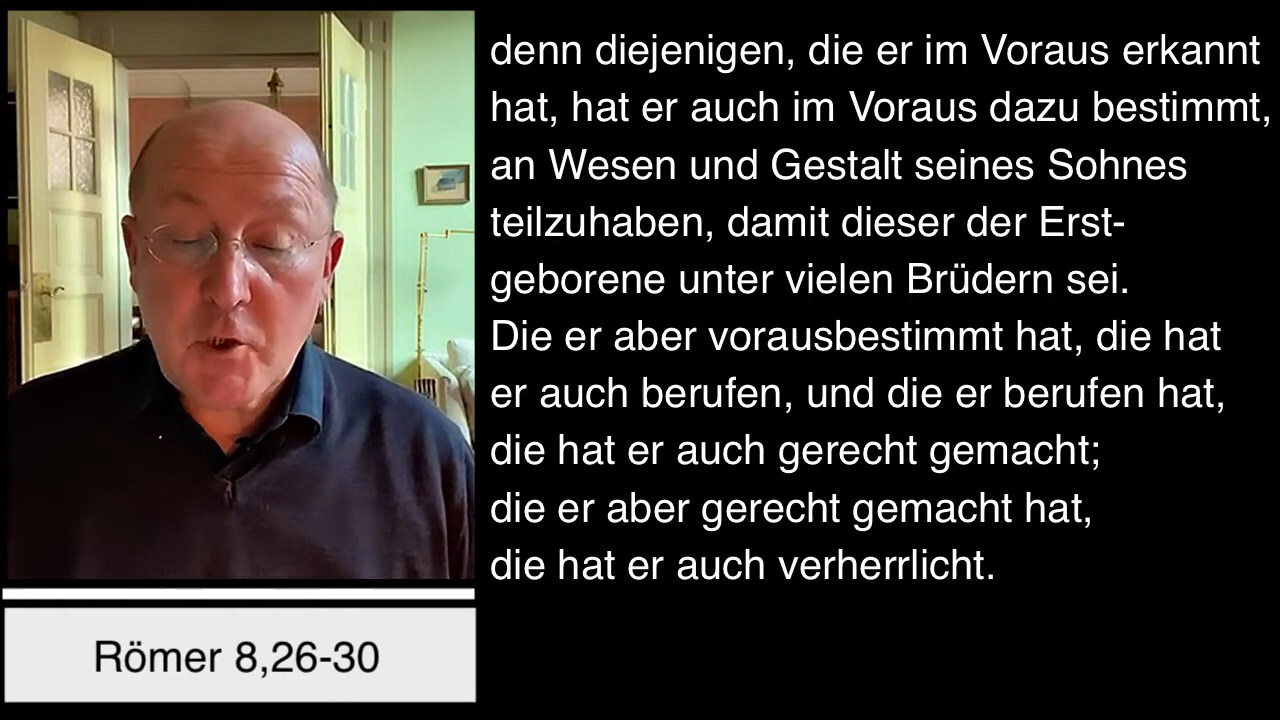 denn diejenigen, die er im Voraus erkannt
hat, hat er auch im Voraus dazu bestimmt,
an Wesen und Gestalt seines Sohnes
teilzuhaben, damit dieser der Erst-
geborene unter vielen Brüdern sei.
Die er aber vorausbestimmt hat, die hat
er auch berufen, und die er berufen hat,
die hat er auch gerecht gemacht;
die er aber gerecht gemacht hat,
die hat er auch verherrlicht.
Römer 8,26-30